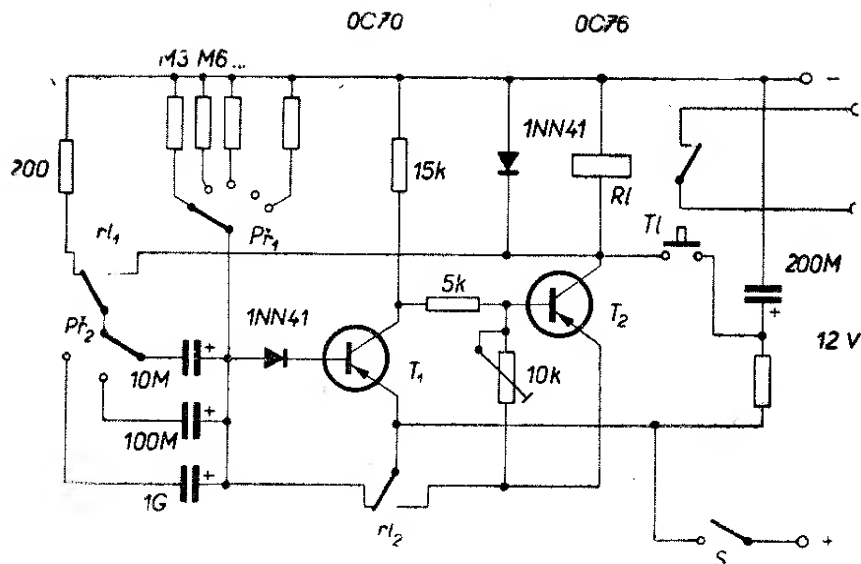 OC70 OC76
M3 M6...
1NN41
200
15k
Rl
rl1
Př1
Tl
200M
+
5k
Př2
1NN41
T2
12 V
10M
+
T1
10k
100M
+
1G
+
rl2
S
+
-